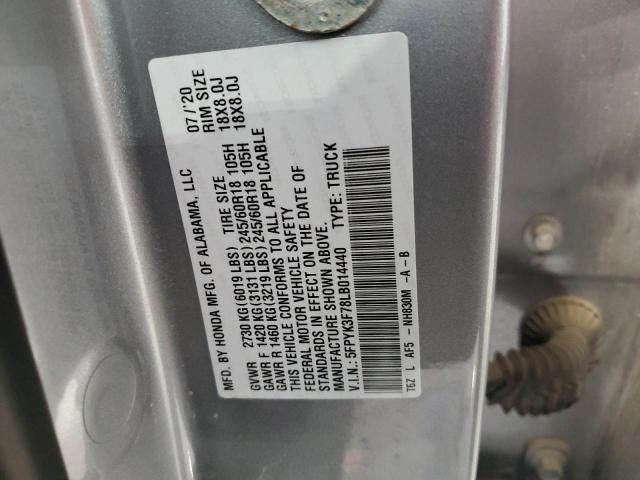 MFD. BY HONDA MFG. OF ALABAMA, LLC 07/'20
TIRE SIZE RIM SIZE
GVWR 2730 KG (6019 LBS)
GAWR F 1420 KG (3131 LBS) 245/60R18 105H 18X8.0J
GAWR R 1460 KG (3219 LBS) 245/60R18 105H 18X8.0J
THIS VEHICLE CONFORMS TO ALL APPLICABLE
FEDERAL MOTOR VEHICLE SAFETY
STANDARDS IN EFFECT ON THE DATE OF
MANUFACTURE SHOWN ABOVE.
V.I.N.: 5FPYK3F78LB014440 TYPE: TRUCK
T6Z L AF5 - NH830M -A -B